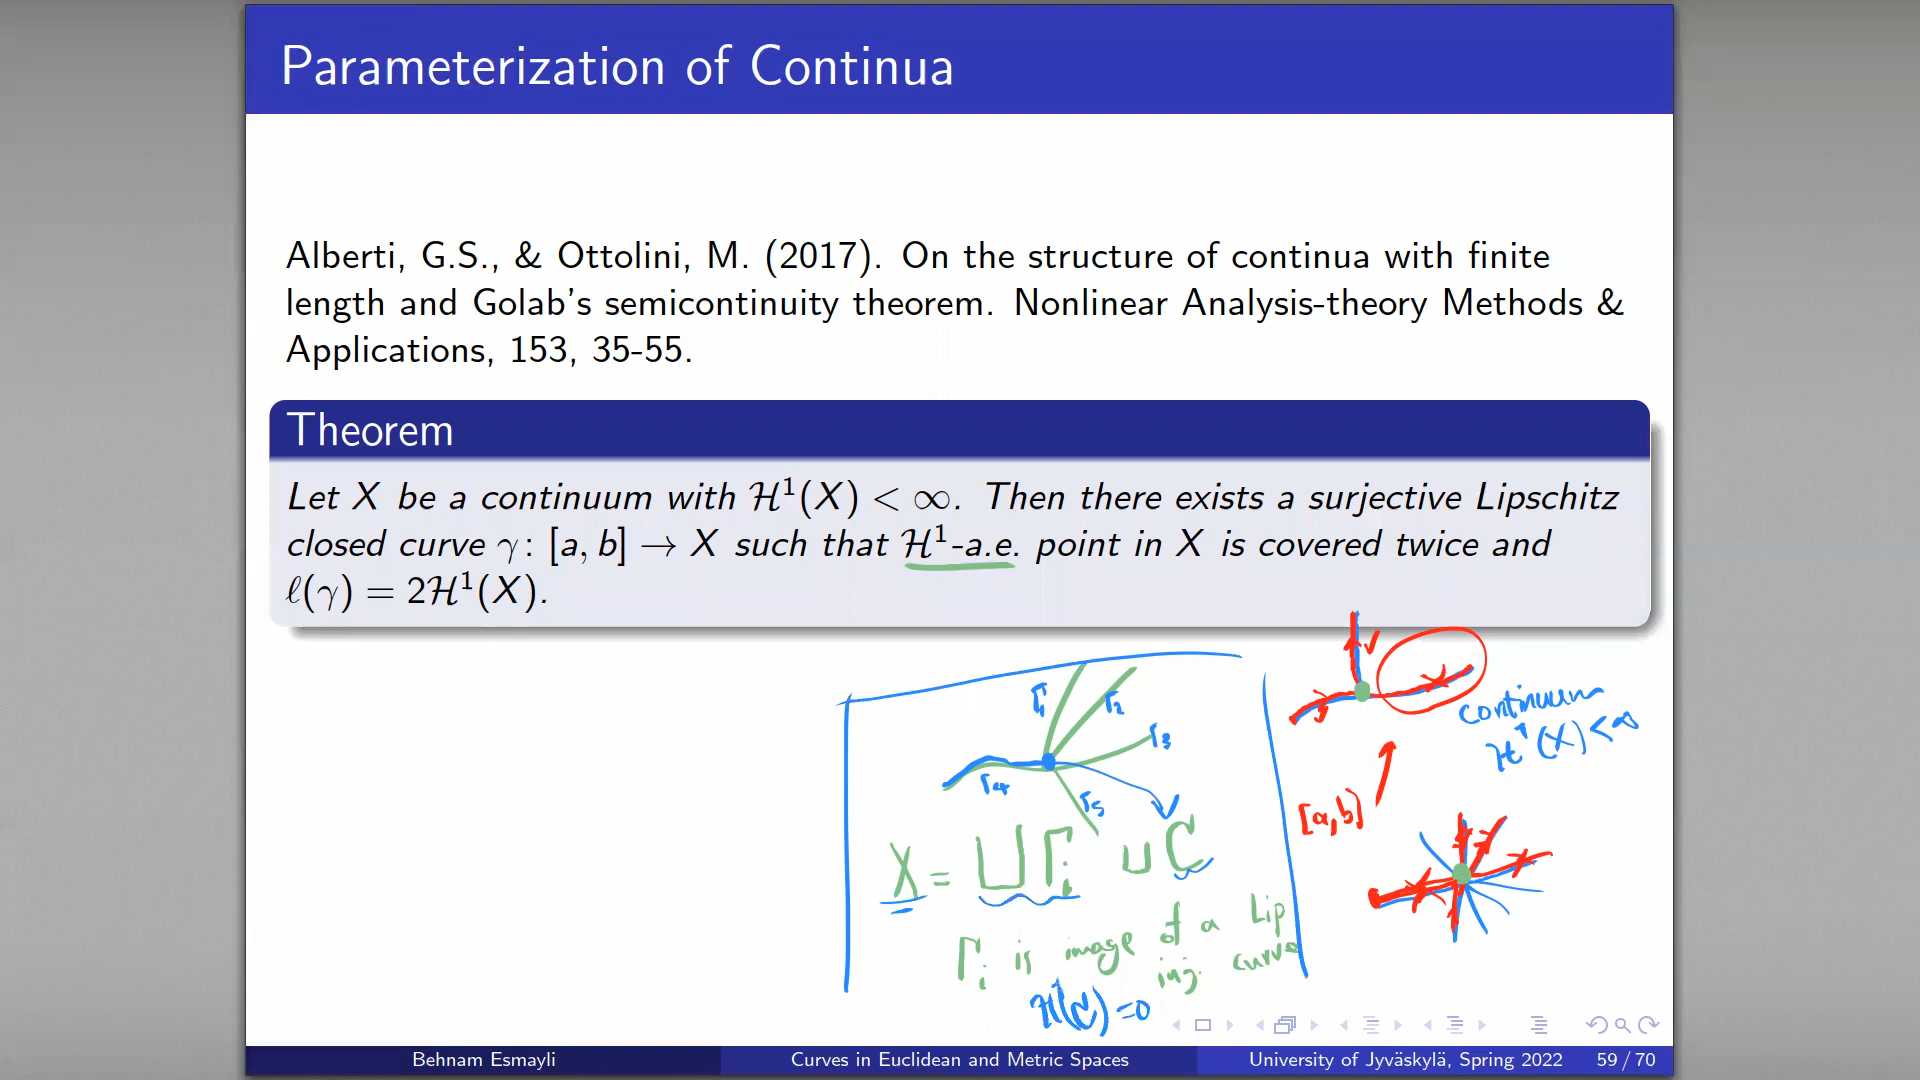 Parameterization of Continua
Alberti, G.S., & Ottolini, M. (2017). On the structure of continua with finite
length and Golab's semicontinuity theorem. Nonlinear Analysis-theory Methods &
Applications, 153, 35-55.
Theorem
Let X be a continuum with ℋ¹(X) < ∞. Then there exists a surjective Lipschitz
closed curve γ: [a, b] → X such that ℋ¹-a.e. point in X is covered twice and
ℓ(γ) = 2ℋ¹(X).
Γ₁
Γ₂
Γ₃
Γ₄
Γ₅
continuum
ℋ¹(X) < ∞
[a,b]
X = ⊔ Γᵢ ⊔ C
Γᵢ is image of a Lip
inj. curve
ℋ¹(C) = 0
Behnam Esmayli
Curves in Euclidean and Metric Spaces
University of Jyväskylä, Spring 2022
59 / 70